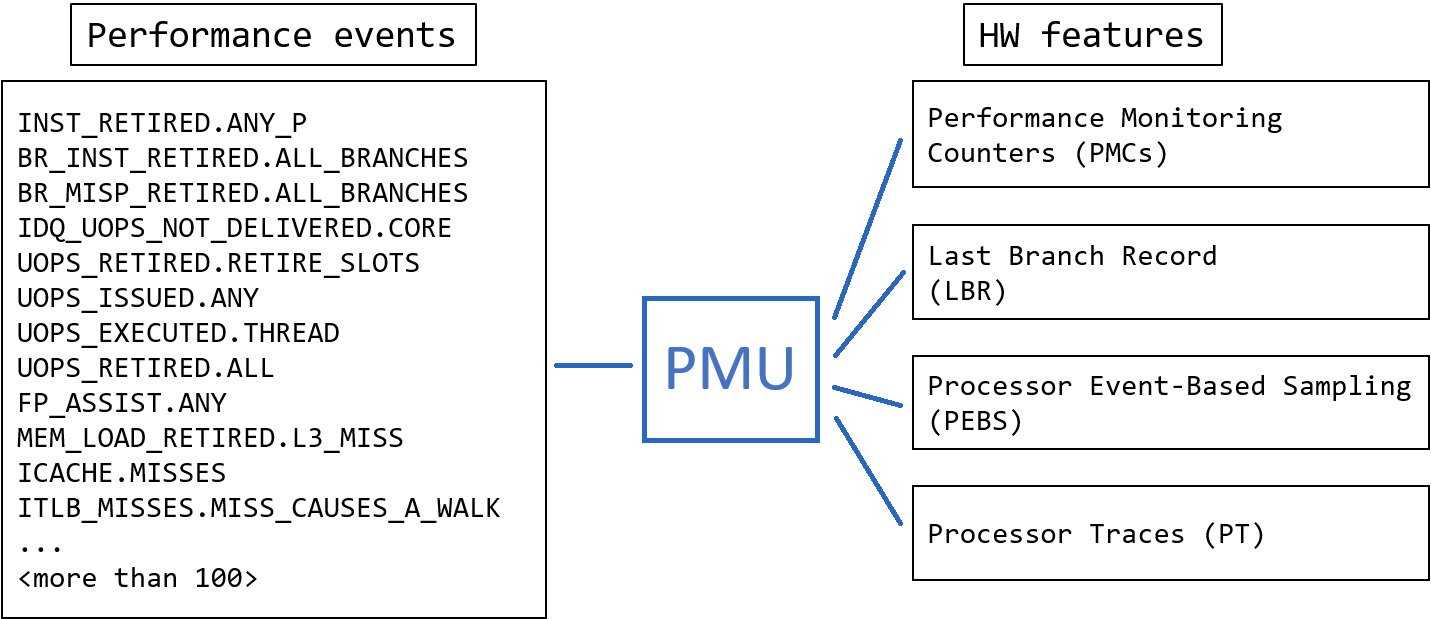 Performance events
INST_RETIRED.ANY_P
BR_INST_RETIRED.ALL_BRANCHES
BR_MISP_RETIRED.ALL_BRANCHES
IDQ_UOPS_NOT_DELIVERED.CORE
UOPS_RETIRED.RETIRE_SLOTS
UOPS_ISSUED.ANY
UOPS_EXECUTED.THREAD
UOPS_RETIRED.ALL
FP_ASSIST.ANY
MEM_LOAD_RETIRED.L3_MISS
ICACHE.MISSES
ITLB_MISSES.MISS_CAUSES_A_WALK
...
<more than 100>
PMU
HW features
Performance Monitoring
Counters (PMCs)
Last Branch Record
(LBR)
Processor Event-Based Sampling
(PEBS)
Processor Traces (PT)